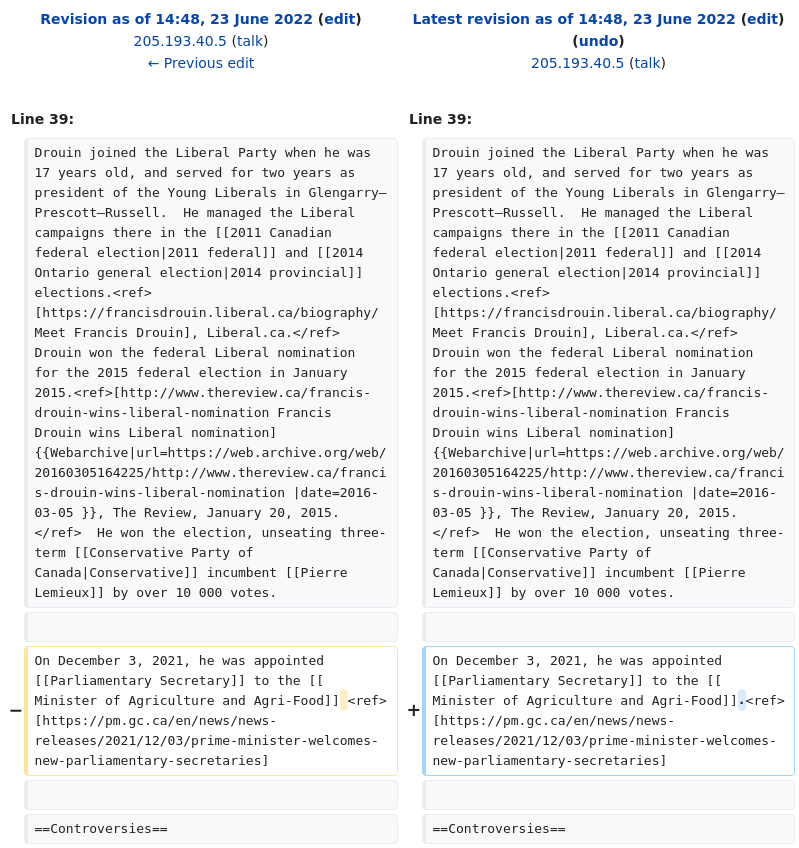 Revision as of 14:48, 23 June 2022 (edit)
205.193.40.5 (talk)
← Previous edit
Latest revision as of 14:48, 23 June 2022 (edit)
(undo)
205.193.40.5 (talk)
Line 39:
Drouin joined the Liberal Party when he was
17 years old, and served for two years as
president of the Young Liberals in Glengarry—
Prescott—Russell.  He managed the Liberal
campaigns there in the [[2011 Canadian
federal election|2011 federal]] and [[2014
Ontario general election|2014 provincial]]
elections.<ref>
[https://francisdrouin.liberal.ca/biography/
Meet Francis Drouin], Liberal.ca.</ref>
Drouin won the federal Liberal nomination
for the 2015 federal election in January
2015.<ref>[http://www.thereview.ca/francis-
drouin-wins-liberal-nomination Francis
Drouin wins Liberal nomination]
{{Webarchive|url=https://web.archive.org/web/
20160305164225/http://www.thereview.ca/franci
s-drouin-wins-liberal-nomination |date=2016-
03-05 }}, The Review, January 20, 2015.
</ref>  He won the election, unseating three-
term [[Conservative Party of
Canada|Conservative]] incumbent [[Pierre
Lemieux]] by over 10 000 votes.
− On December 3, 2021, he was appointed
[[Parliamentary Secretary]] to the [[
Minister of Agriculture and Agri-Food]] <ref>
[https://pm.gc.ca/en/news/news-
releases/2021/12/03/prime-minister-welcomes-
new-parliamentary-secretaries]
==Controversies==
Line 39:
Drouin joined the Liberal Party when he was
17 years old, and served for two years as
president of the Young Liberals in Glengarry—
Prescott—Russell.  He managed the Liberal
campaigns there in the [[2011 Canadian
federal election|2011 federal]] and [[2014
Ontario general election|2014 provincial]]
elections.<ref>
[https://francisdrouin.liberal.ca/biography/
Meet Francis Drouin], Liberal.ca.</ref>
Drouin won the federal Liberal nomination
for the 2015 federal election in January
2015.<ref>[http://www.thereview.ca/francis-
drouin-wins-liberal-nomination Francis
Drouin wins Liberal nomination]
{{Webarchive|url=https://web.archive.org/web/
20160305164225/http://www.thereview.ca/franci
s-drouin-wins-liberal-nomination |date=2016-
03-05 }}, The Review, January 20, 2015.
</ref>  He won the election, unseating three-
term [[Conservative Party of
Canada|Conservative]] incumbent [[Pierre
Lemieux]] by over 10 000 votes.
+ On December 3, 2021, he was appointed
[[Parliamentary Secretary]] to the [[
Minister of Agriculture and Agri-Food]].<ref>
[https://pm.gc.ca/en/news/news-
releases/2021/12/03/prime-minister-welcomes-
new-parliamentary-secretaries]
==Controversies==